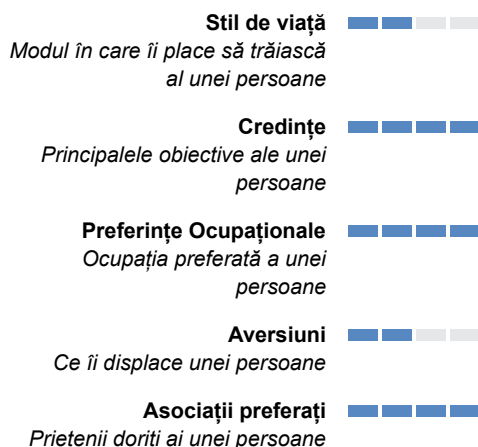 Stil de viață
Modul în care îi place să trăiască
al unei persoane
Credințe
Principalele obiective ale unei
persoane
Preferințe Ocupaționale
Ocupația preferată a unei
persoane
Aversiuni
Ce îi displace unei persoane
Asociații preferați
Prietenii doriți ai unei persoane